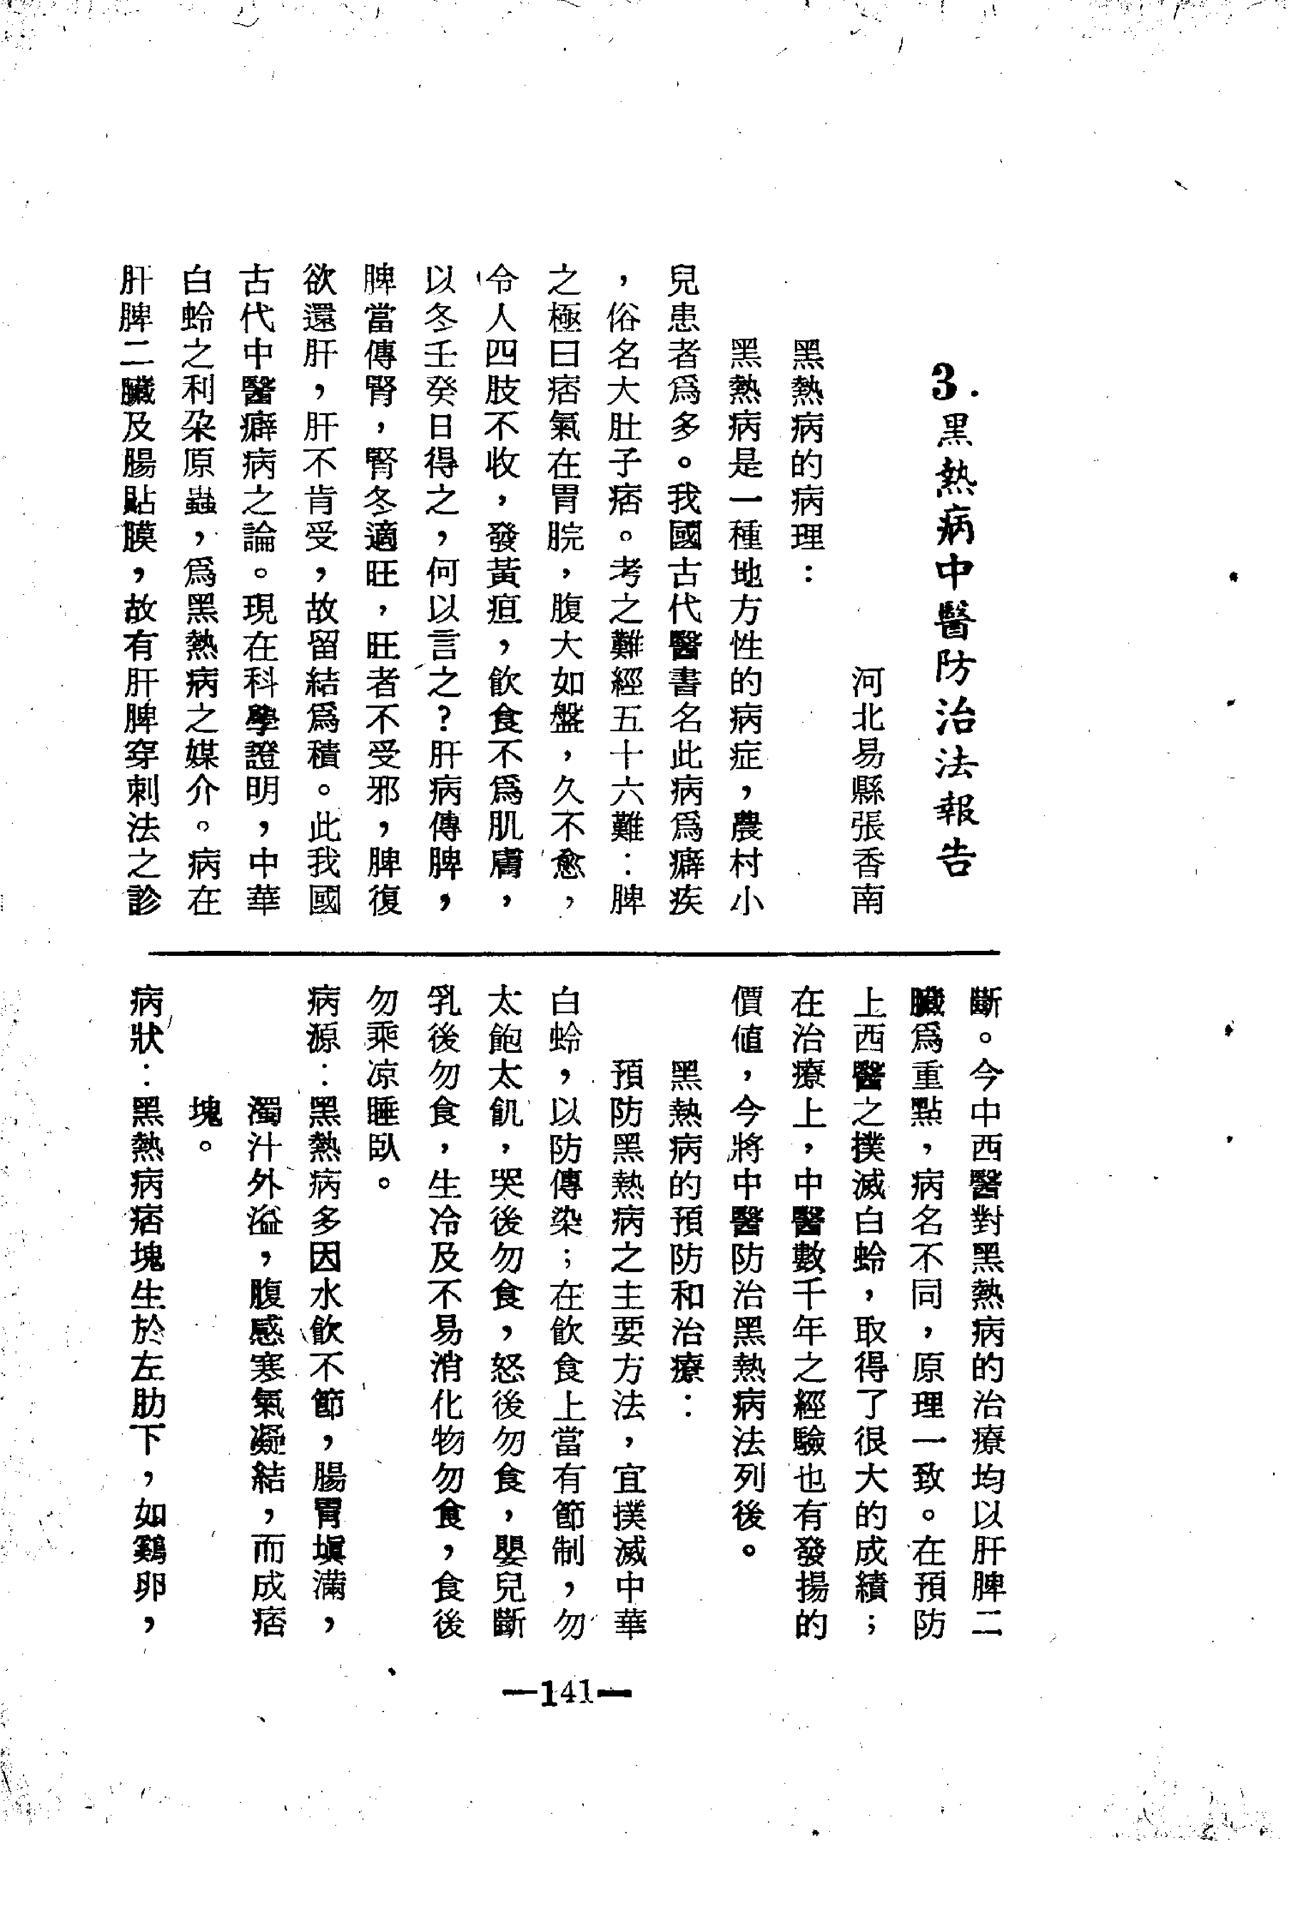 3.黑熱病中醫防治法報告
河北易縣張香南
黑熱病的病理：
黑熱病是一種地方性的病症，農村小
兒患者爲多。我國古代醫書名此病爲癖疾
，俗名大肚子痞。考之難經五十六難：脾
之極曰痞氣在胃脘，腹大如盤，久不愈，
令人四肢不收，發黃疸，飲食不爲肌膚，
以冬壬癸日得之，何以言之？肝病傳脾，
脾當傳腎，腎冬適旺，旺者不受邪，脾復
欲還肝，肝不肯受，故留結爲積。此我國
古代中醫癖病之論。現在科學證明，中華
白蛉之利朶原蟲，爲黑熱病之媒介。病在
肝脾二臟及腸貼膜，故有肝脾穿刺法之診
斷。今中西醫對黑熱病的治療均以肝脾二
臟爲重點，病名不同，原理一致。在預防
上西醫之撲滅白蛉，取得了很大的成績；
在治療上，中醫數千年之經驗也有發揚的
價値，今將中醫防治黑熱病法列後。
黑熱病的預防和治療：
預防黑熱病之主要方法，宜撲滅中華
白蛉，以防傳染；在飲食上當有節制，勿
太飽太飢，哭後勿食，怒後勿食，嬰兒斷
乳後勿食，生冷及不易消化物勿食，食後
勿乘凉睡臥。
病源：黑熱病多因水飲不節，腸胃塡滿，
濁汁外溢，腹感寒氣凝結，而成痞
塊。
病狀：黑熱病痞塊生於左肋下，如鷄卵，
—141—